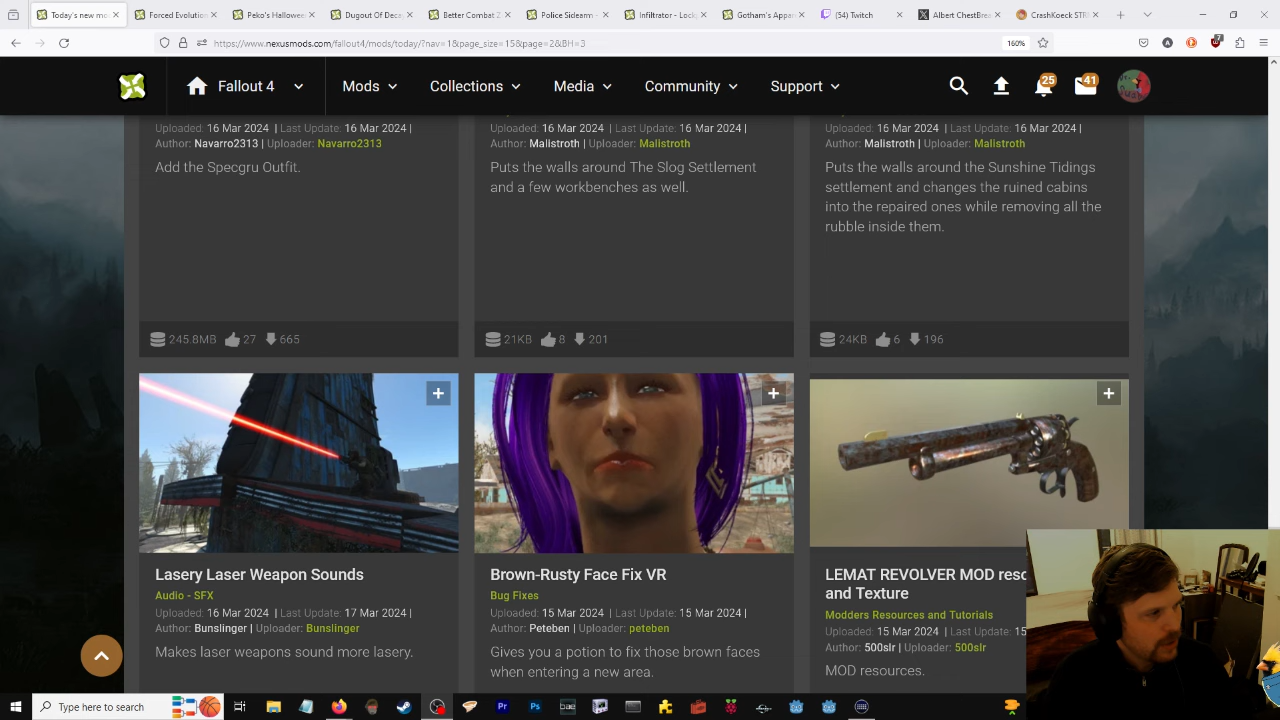 Today's new mo
Forced Evolution
Peko's Hallowee
Dugout Of Deca
Better Combat Z
Police Sidearm -
Infiltrator - Lock
Gotham's Appar
(54) Twitch
Albert ChestBrea
CrashKoeck STR
https://www.nexusmods.com/fallout4/mods/today/?nav=1&page_size=15&page=2&BH=3
160%
7
Fallout 4
Mods
Collections
Media
Community
Support
25
41
Uploaded: 16 Mar 2024 | Last Update: 16 Mar 2024 |
Author: Navarro2313 | Uploader: Navarro2313
Add the Specgru Outfit.
245.8MB 27 665
Uploaded: 16 Mar 2024 | Last Update: 16 Mar 2024 |
Author: Malistroth | Uploader: Malistroth
Puts the walls around The Slog Settlement
and a few workbenches as well.
21KB 8 201
Uploaded: 16 Mar 2024 | Last Update: 16 Mar 2024 |
Author: Malistroth | Uploader: Malistroth
Puts the walls around the Sunshine Tidings
settlement and changes the ruined cabins
into the repaired ones while removing all the
rubble inside them.
24KB 6 196
Lasery Laser Weapon Sounds
Audio - SFX
Uploaded: 16 Mar 2024 | Last Update: 17 Mar 2024 |
Author: Bunslinger | Uploader: Bunslinger
Makes laser weapons sound more lasery.
Brown-Rusty Face Fix VR
Bug Fixes
Uploaded: 15 Mar 2024 | Last Update: 15 Mar 2024 |
Author: Peteben | Uploader: peteben
Gives you a potion to fix those brown faces
when entering a new area.
LEMAT REVOLVER MOD reso
and Texture
Modders Resources and Tutorials
Uploaded: 15 Mar 2024 | Last Update: 15
Author: 500slr | Uploader: 500slr
MOD resources.
Type here to search
Pr
Ps
bae